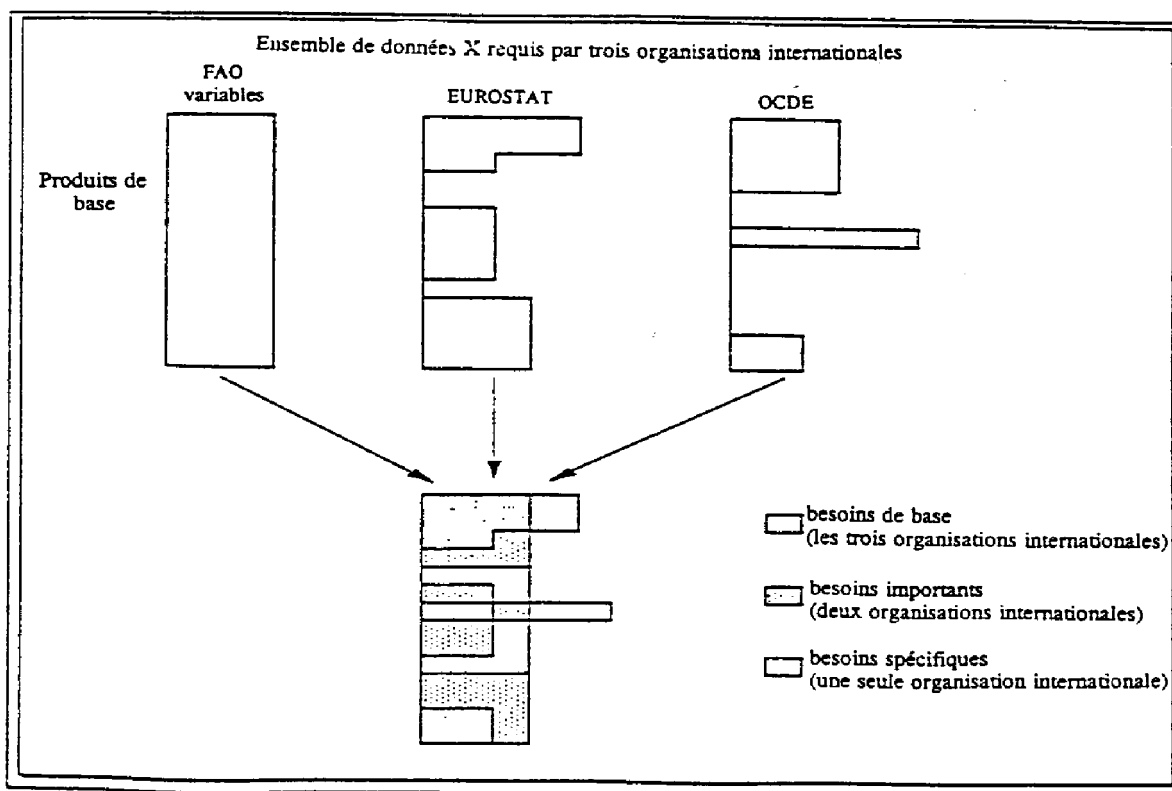 Ensemble de données X requis par trois organisations internationales
FAO
variables
EUROSTAT
OCDE
Produits de
base
besoins de base
(les trois organisations internationales)
besoins importants
(deux organisations internationales)
besoins spécifiques
(une seule organisation internationale)